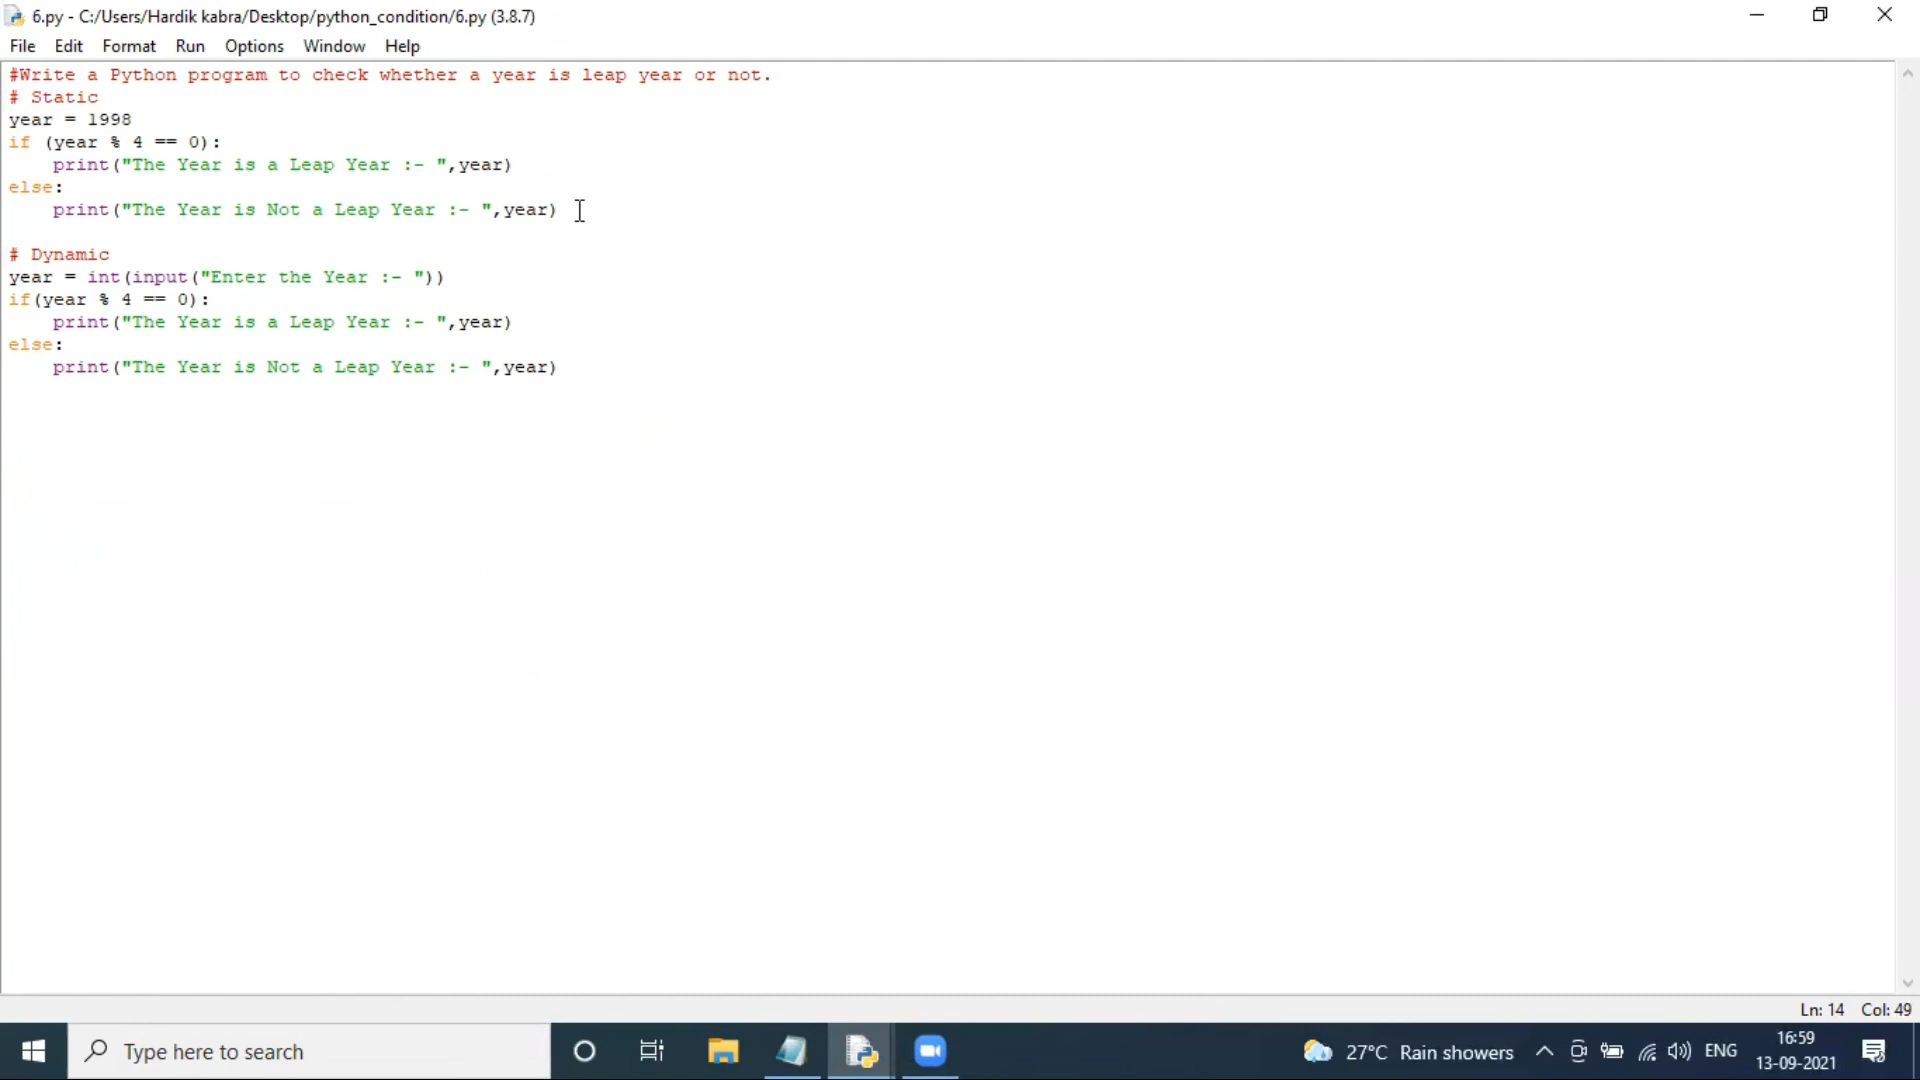 6.py - C:/Users/Hardik kabra/Desktop/python_condition/6.py (3.8.7)
File Edit Format Run Options Window Help
#Write a Python program to check whether a year is leap year or not.
# Static
year = 1998
if (year % 4 == 0):
    print("The Year is a Leap Year :- ",year)
else:
    print("The Year is Not a Leap Year :- ",year)

# Dynamic
year = int(input("Enter the Year :- "))
if(year % 4 == 0):
    print("The Year is a Leap Year :- ",year)
else:
    print("The Year is Not a Leap Year :- ",year)
Ln: 14 Col: 49
Type here to search
27°C Rain showers
ENG
16:59
13-09-2021